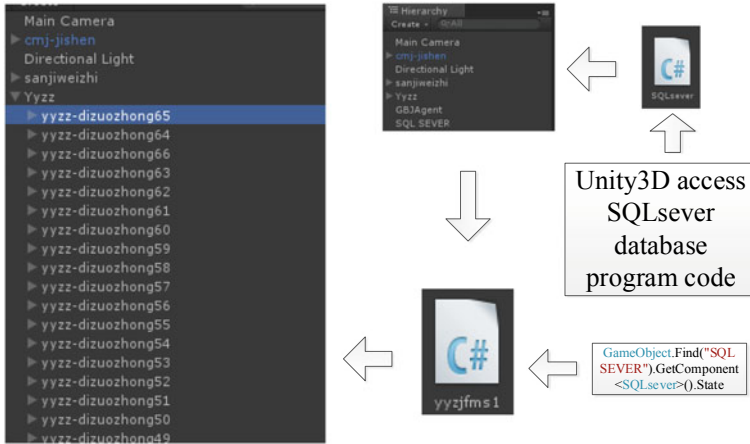 Main Camera
cmj-jishen
Directional Light
sanjiweizhi
Yyzz
yyzz-dizuozhong65
yyzz-dizuozhong64
yyzz-dizuozhong66
yyzz-dizuozhong63
yyzz-dizuozhong62
yyzz-dizuozhong61
yyzz-dizuozhong60
yyzz-dizuozhong59
yyzz-dizuozhong58
yyzz-dizuozhong57
yyzz-dizuozhong56
yyzz-dizuozhong55
yyzz-dizuozhong54
yyzz-dizuozhong53
yyzz-dizuozhong52
yyzz-dizuozhong51
yyzz-dizuozhong50
yyzz-dizuozhong49
Hierarchy
Create
All
Main Camera
cmj-jishen
Directional Light
sanjiweizhi
Yyzz
GBJAgent
SQL SEVER
C#
SQLsever
Unity3D access
SQLsever
database
program code
C#
yyzjfms1
GameObject.Find("SQL
SEVER").GetComponent
<SQLsever>().State